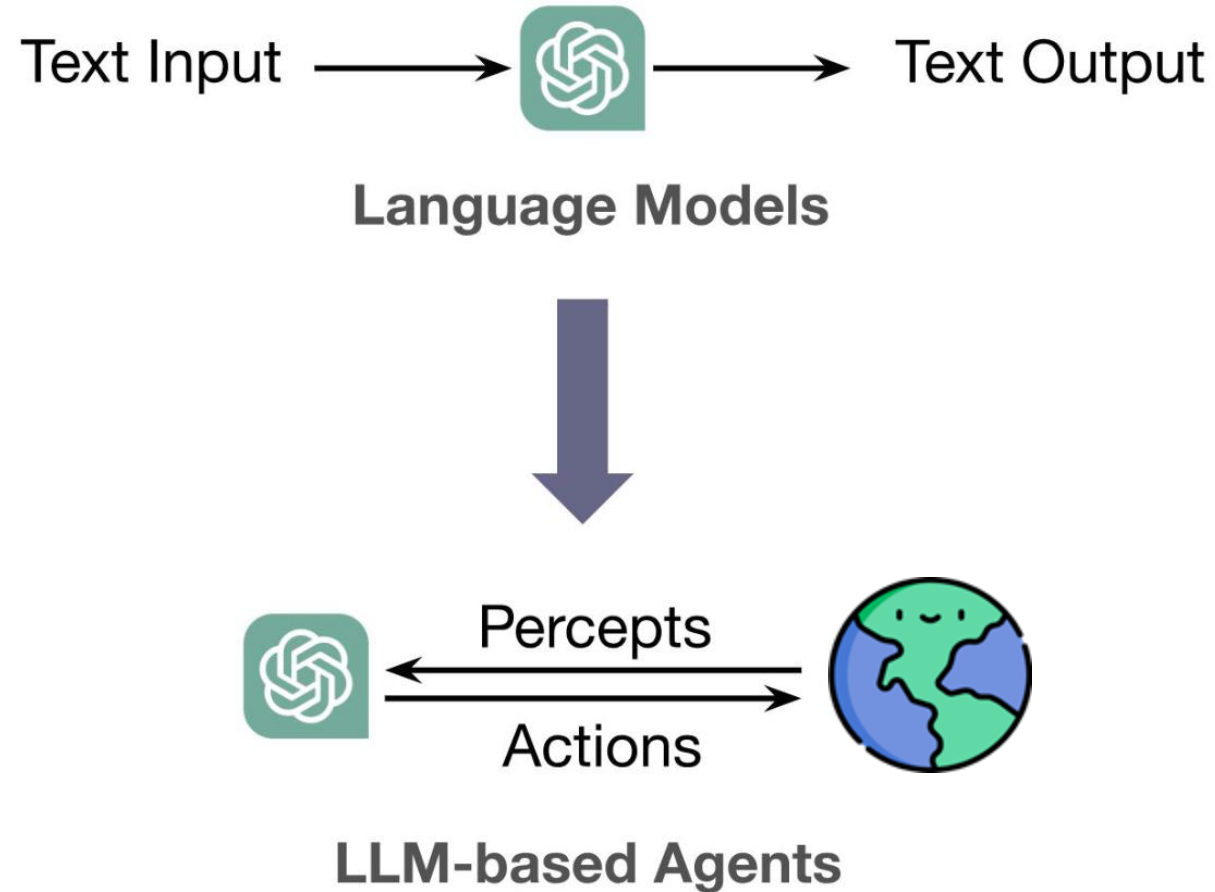 Text Input
Text Output
Language Models
Percepts
Actions
LLM-based Agents